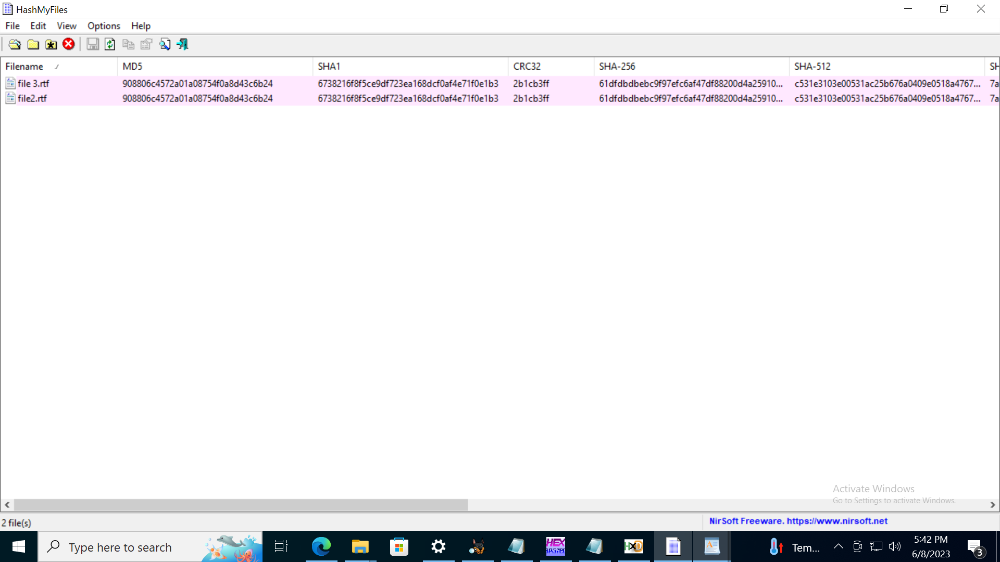 HashMyFiles
File Edit View Options Help
Filename MD5 SHA1 CRC32 SHA-256 SHA-512 SH
file 3.rtf 908806c4572a01a08754f0a8d43c6b24 6738216f8f5ce9df723ea168dcf0af4e71f0e1b3 2b1cb3ff 61dfdbdbebc9f97efc6af47df88200d4a25910... c531e3103e00531ac25b676a0409e0518a4767... 7a
file2.rtf 908806c4572a01a08754f0a8d43c6b24 6738216f8f5ce9df723ea168dcf0af4e71f0e1b3 2b1cb3ff 61dfdbdbebc9f97efc6af47df88200d4a25910... c531e3103e00531ac25b676a0409e0518a4767... 7a
Activate Windows
Go to Settings to activate Windows.
2 file(s)
NirSoft Freeware. https://www.nirsoft.net
Type here to search
HEX
HXD
Tem...
5:42 PM
6/8/2023
3